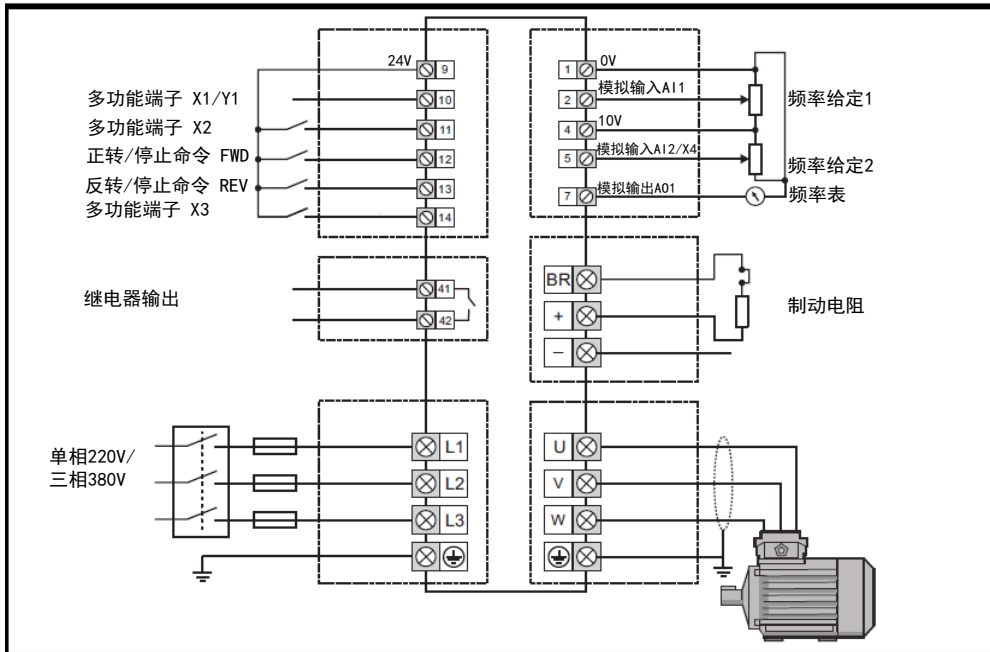 24V
9
多功能端子 X1/Y1
10
多功能端子 X2
11
正转/停止命令 FWD
12
反转/停止命令 REV
13
多功能端子 X3
14
1
0V
2
模拟输入AI1
频率给定1
4
10V
5
模拟输入AI2/X4
频率给定2
7
模拟输出AO1
频率表
继电器输出
41
42
BR
+
−
制动电阻
单相220V/
三相380V
L1
L2
L3
U
V
W